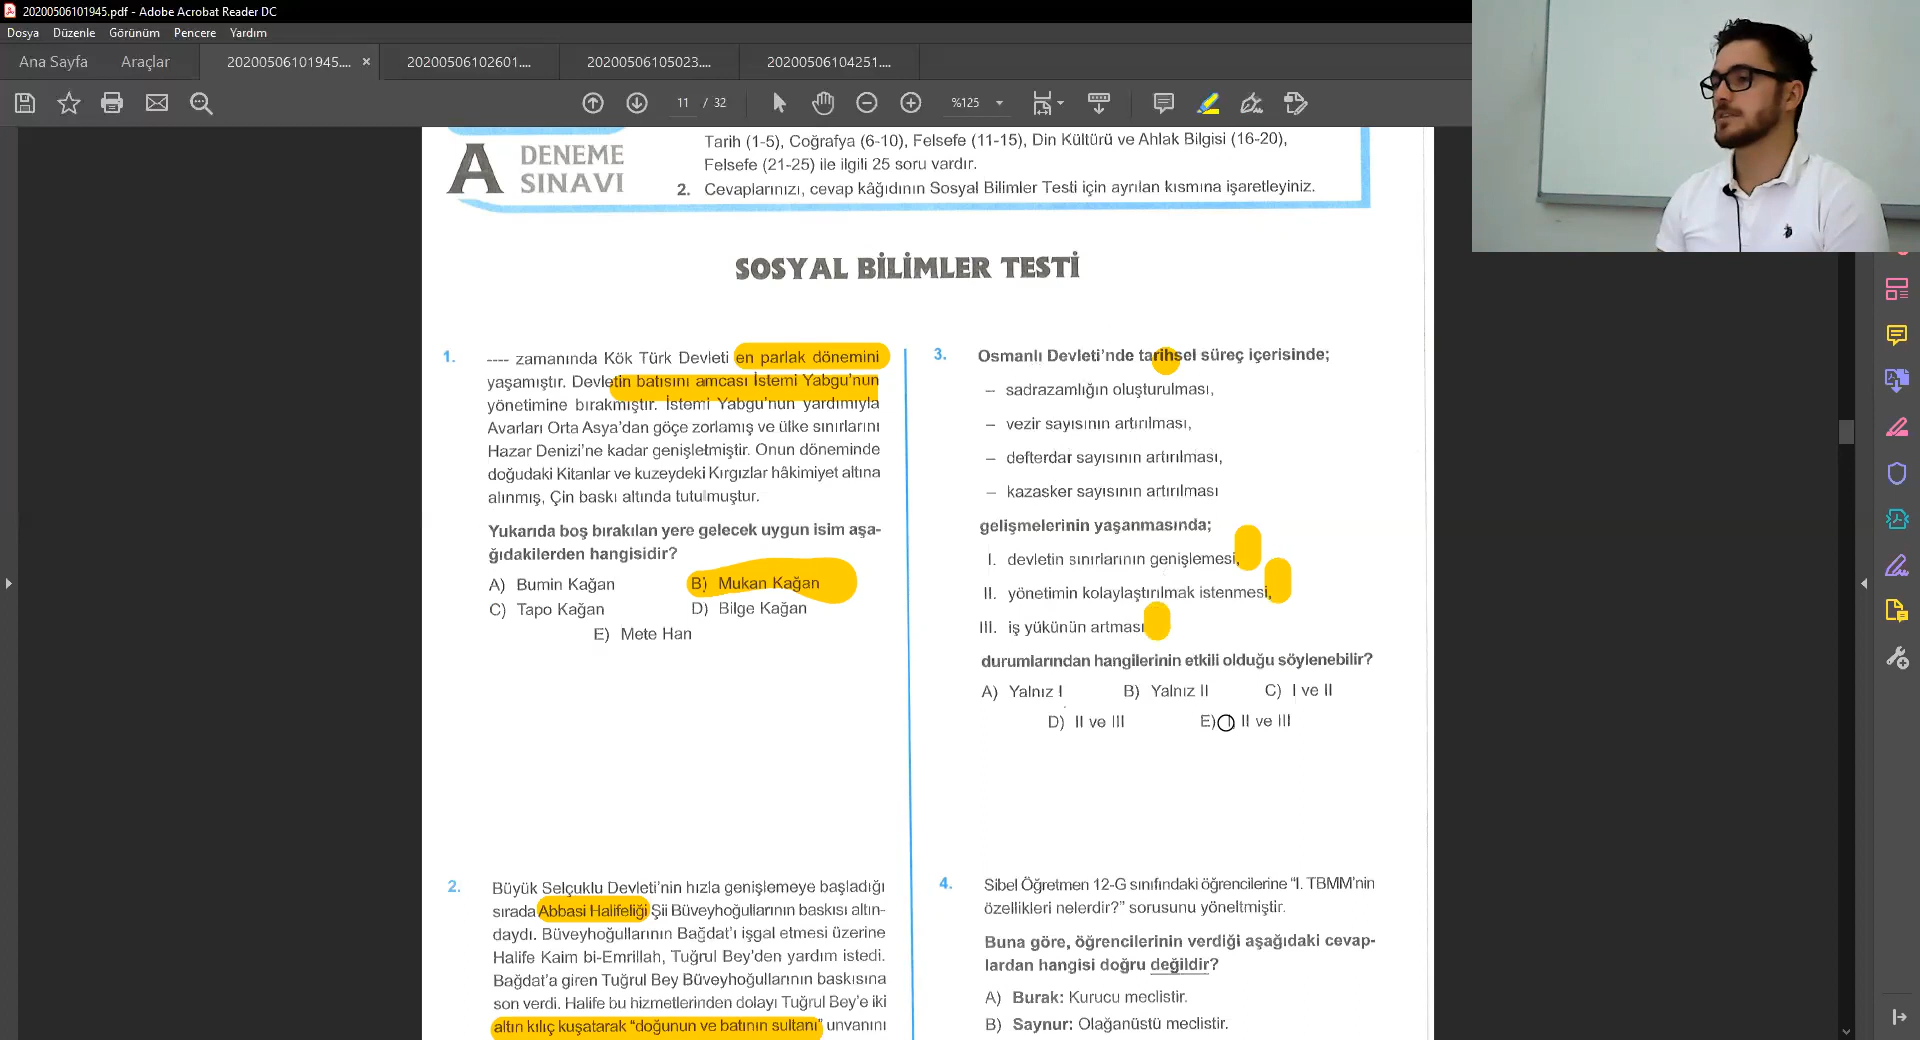 20200506101945.pdf - Adobe Acrobat Reader DC
Dosya Düzenle Görünüm Pencere Yardım
Ana Sayfa Araçlar 20200506101945.... × 20200506102601.... 20200506105023.... 20200506104251....
11 / 32 %125
A DENEME SINAVI
Tarih (1-5), Coğrafya (6-10), Felsefe (11-15), Din Kültürü ve Ahlak Bilgisi (16-20),
Felsefe (21-25) ile ilgili 25 soru vardır.
2. Cevaplarınızı, cevap kâğıdının Sosyal Bilimler Testi için ayrılan kısmına işaretleyiniz.
SOSYAL BİLİMLER TESTİ
1. ---- zamanında Kök Türk Devleti en parlak dönemini
yaşamıştır. Devletin batısını amcası İstemi Yabgu'nun
yönetimine bırakmıştır. İstemi Yabgu'nun yardımıyla
Avarları Orta Asya'dan göçe zorlamış ve ülke sınırlarını
Hazar Denizi'ne kadar genişletmiştir. Onun döneminde
doğudaki Kitanlar ve kuzeydeki Kırgızlar hâkimiyet altına
alınmış, Çin baskı altında tutulmuştur.
Yukarıda boş bırakılan yere gelecek uygun isim aşa-
ğıdakilerden hangisidir?
A) Bumin Kağan B) Mukan Kağan
C) Tapo Kağan D) Bilge Kağan
E) Mete Han
2. Büyük Selçuklu Devleti'nin hızla genişlemeye başladığı
sırada Abbasi Halifeliği Şii Büveyhoğullarının baskısı altın-
daydı. Büveyhoğullarının Bağdat'ı işgal etmesi üzerine
Halife Kaim bi-Emrillah, Tuğrul Bey'den yardım istedi.
Bağdat'a giren Tuğrul Bey Büveyhoğullarının baskısına
son verdi. Halife bu hizmetlerinden dolayı Tuğrul Bey'e iki
altın kılıç kuşatarak "doğunun ve batının sultanı" unvanını
3. Osmanlı Devleti'nde tarihsel süreç içerisinde;
– sadrazamlığın oluşturulması,
– vezir sayısının artırılması,
– defterdar sayısının artırılması,
– kazasker sayısının artırılması
gelişmelerinin yaşanmasında;
I. devletin sınırlarının genişlemesi,
II. yönetimin kolaylaştırılmak istenmesi,
III. iş yükünün artması
durumlarından hangilerinin etkili olduğu söylenebilir?
A) Yalnız I B) Yalnız II C) I ve II
D) II ve III E) I, II ve III
4. Sibel Öğretmen 12-G sınıfındaki öğrencilerine "I. TBMM'nin
özellikleri nelerdir?" sorusunu yöneltmiştir.
Buna göre, öğrencilerinin verdiği aşağıdaki cevap-
lardan hangisi doğru değildir?
A) Burak: Kurucu meclistir.
B) Saynur: Olağanüstü meclistir.